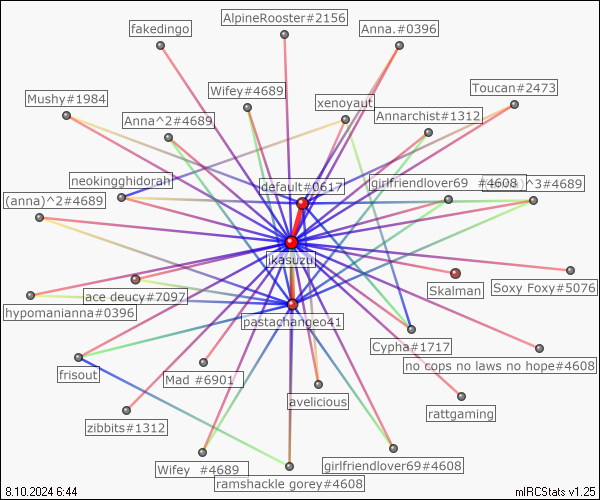 AlpineRooster#2156
fakedingo
Anna.#0396
Toucan#2473
Wifey#4689
Mushy#1984
xenoyaut
Annarchist#1312
Anna^2#4689
neokingghidorah
default#0617
girlfriendlover69 #4608
)^3#4689
(anna)^2#4689
ikasuzu
Skalman
Soxy Foxy#5076
ace deucy#7097
hypomanianna#0396
pastachangeo41
Cypha#1717
no cops no laws no hope#4608
frisout
Mad #6901
avelicious
rattgaming
zibbits#1312
Wifey #4689
girlfriendlover69#4608
ramshackle gorey#4608
8.10.2024 6:44
mIRCStats v1.25